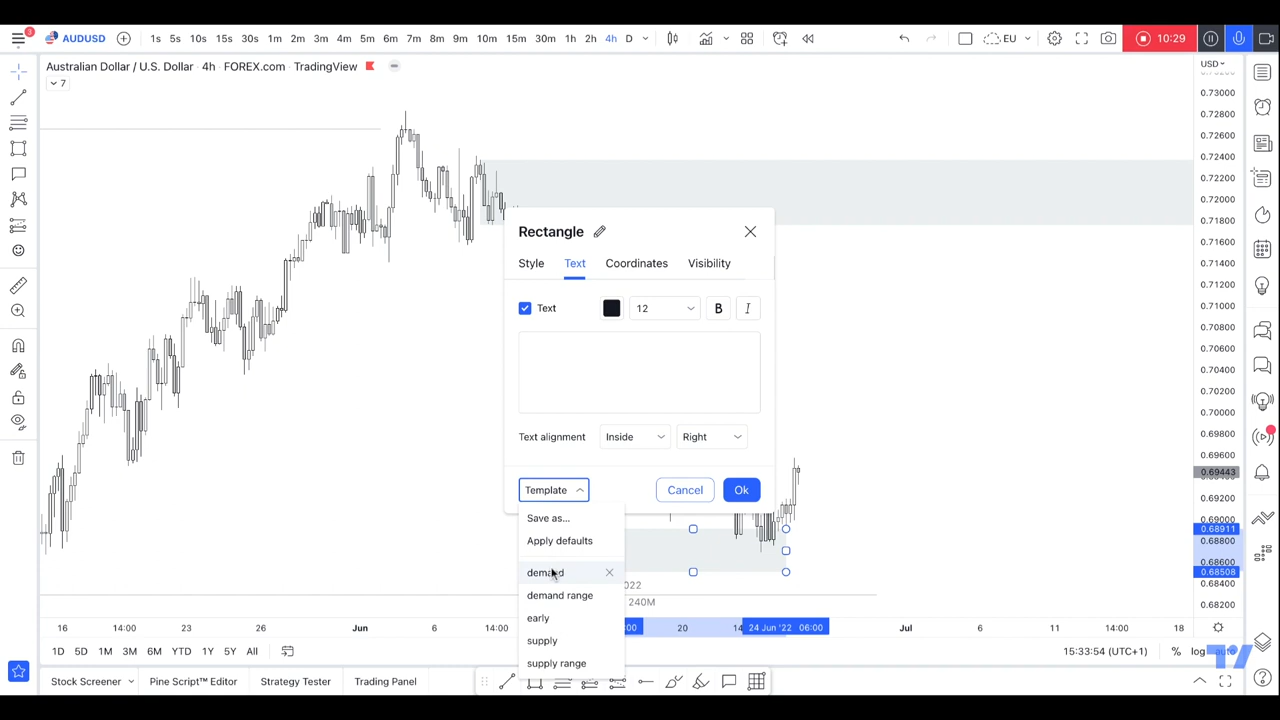 3
AUDUSD
1s 5s 10s 15s 30s 1m 2m 3m 4m 5m 6m 7m 8m 9m 10m 15m 30m 1h 2h 4h D
EU
10:29
Australian Dollar / U.S. Dollar · 4h · FOREX.com · TradingView
7
USD
0.73000
0.72800
0.72600
0.72400
0.72200
0.72000
0.71800
0.71600
0.71400
0.71200
0.71000
0.70800
0.70600
0.70400
0.70200
0.70000
0.69800
0.69600
0.69443
0.69200
0.69000
0.68911
0.68800
0.68600
0.68508
0.68400
0.68200
Rectangle
Style Text Coordinates Visibility
Text 12 B I
Text alignment Inside Right
Template Cancel Ok
Save as...
Apply defaults
demand
demand range
early
supply
supply range
022
240M
16 14:00 23 26 Jun 6 14:00 :00 20 14 24 Jun '22 06:00 Jul 6 11 14:00 18
1D 5D 1M 3M 6M YTD 1Y 5Y All
15:33:54 (UTC+1) % log auto
Stock Screener Pine Script™ Editor Strategy Tester Trading Panel